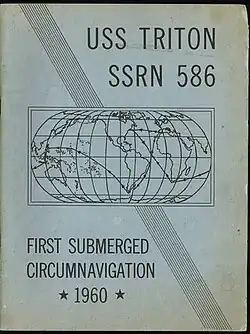 USS TRITON
SSRN 586
FIRST SUBMERGED
CIRCUMNAVIGATION
★ 1960 ★